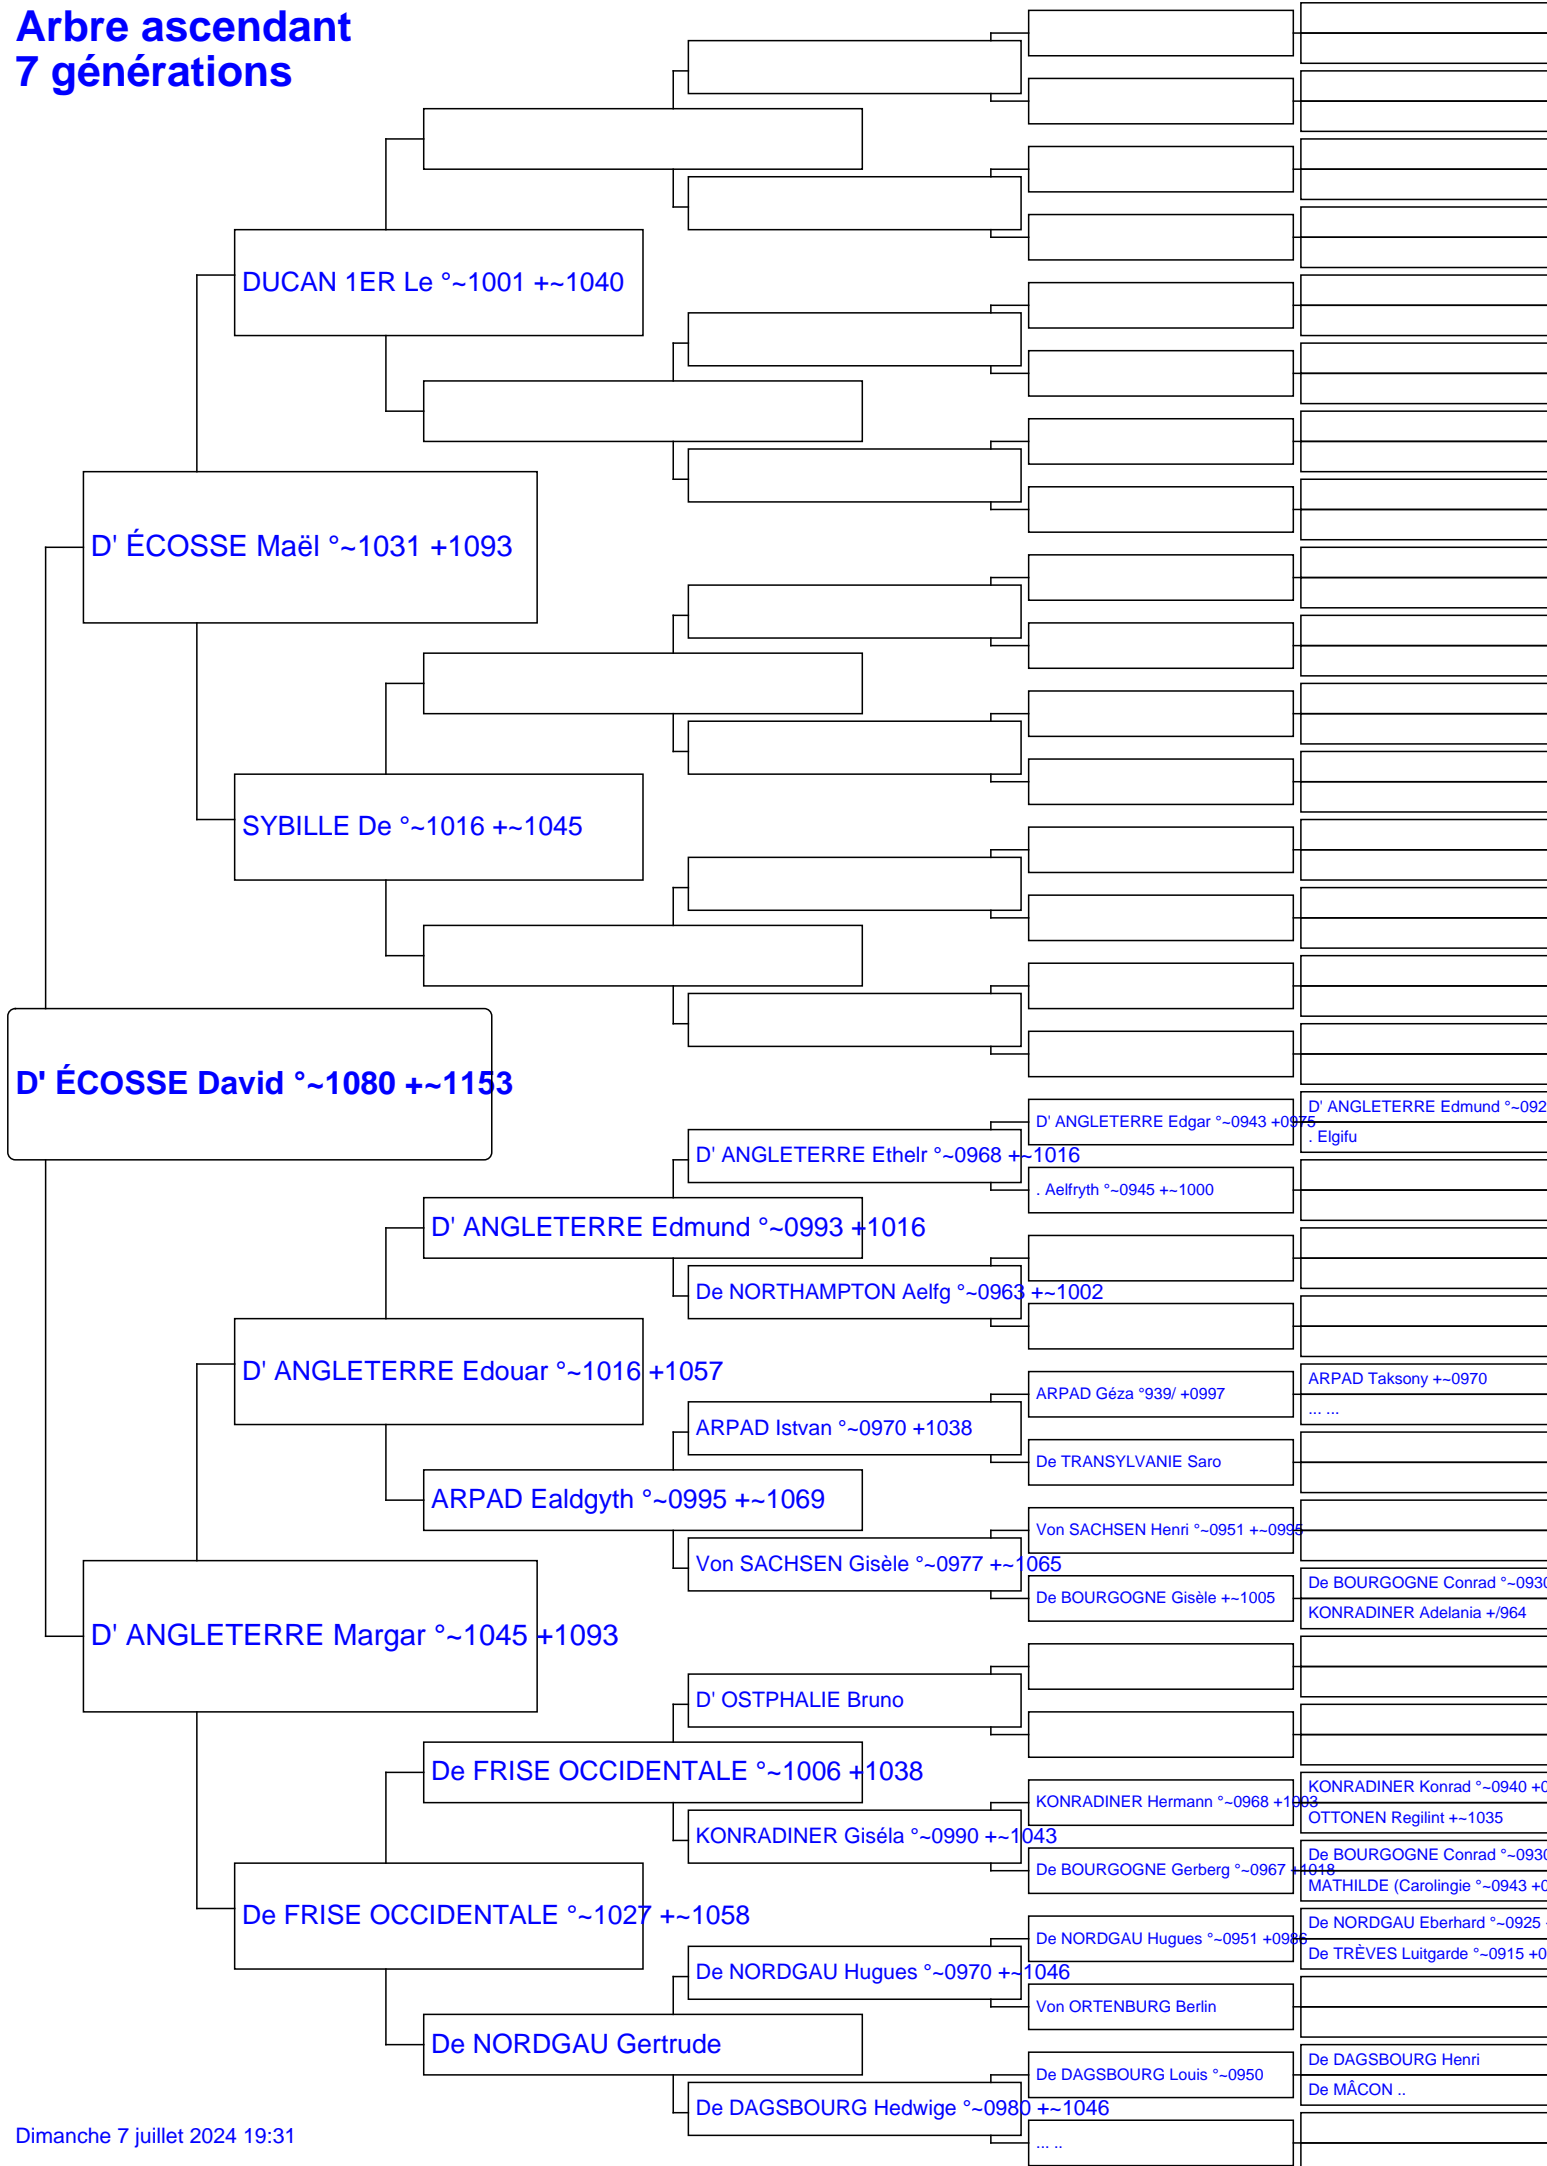 Arbre ascendant
7 générations
DUCAN 1ER Le °~1001 +~1040
D' ÉCOSSE Maël °~1031 +1093
SYBILLE De °~1016 +~1045
D' ÉCOSSE David °~1080 +~1153
D' ANGLETERRE Edmund °~092
D' ANGLETERRE Edgar °~0943 +0975
. Elgifu
D' ANGLETERRE Ethelr °~0968 +~1016
. Aelfryth °~0945 +~1000
D' ANGLETERRE Edmund °~0993 +1016
De NORTHAMPTON Aelfg °~0963 +~1002
D' ANGLETERRE Edouar °~1016 +1057
ARPAD Taksony +~0970
ARPAD Géza °939/ +0997
... ...
ARPAD Istvan °~0970 +1038
De TRANSYLVANIE Saro
ARPAD Ealdgyth °~0995 +~1069
Von SACHSEN Henri °~0951 +~0995
Von SACHSEN Gisèle °~0977 +~1065
De BOURGOGNE Conrad °~0930
De BOURGOGNE Gisèle +~1005
KONRADINER Adelania +/964
D' ANGLETERRE Margar °~1045 +1093
D' OSTPHALIE Bruno
De FRISE OCCIDENTALE °~1006 +1038
KONRADINER Konrad °~0940 +0
KONRADINER Hermann °~0968 +1003
OTTONEN Regilint +~1035
KONRADINER Giséla °~0990 +~1043
De BOURGOGNE Conrad °~0930
De BOURGOGNE Gerberg °~0967 +1018
MATHILDE (Carolingie °~0943 +0
De FRISE OCCIDENTALE °~1027 +~1058
De NORDGAU Eberhard °~0925
De NORDGAU Hugues °~0951 +0986
De TRÈVES Luitgarde °~0915 +0
De NORDGAU Hugues °~0970 +~1046
Von ORTENBURG Berlin
De NORDGAU Gertrude
De DAGSBOURG Henri
De DAGSBOURG Louis °~0950
De MÂCON ..
De DAGSBOURG Hedwige °~0980 +~1046
... ..
Dimanche 7 juillet 2024 19:31